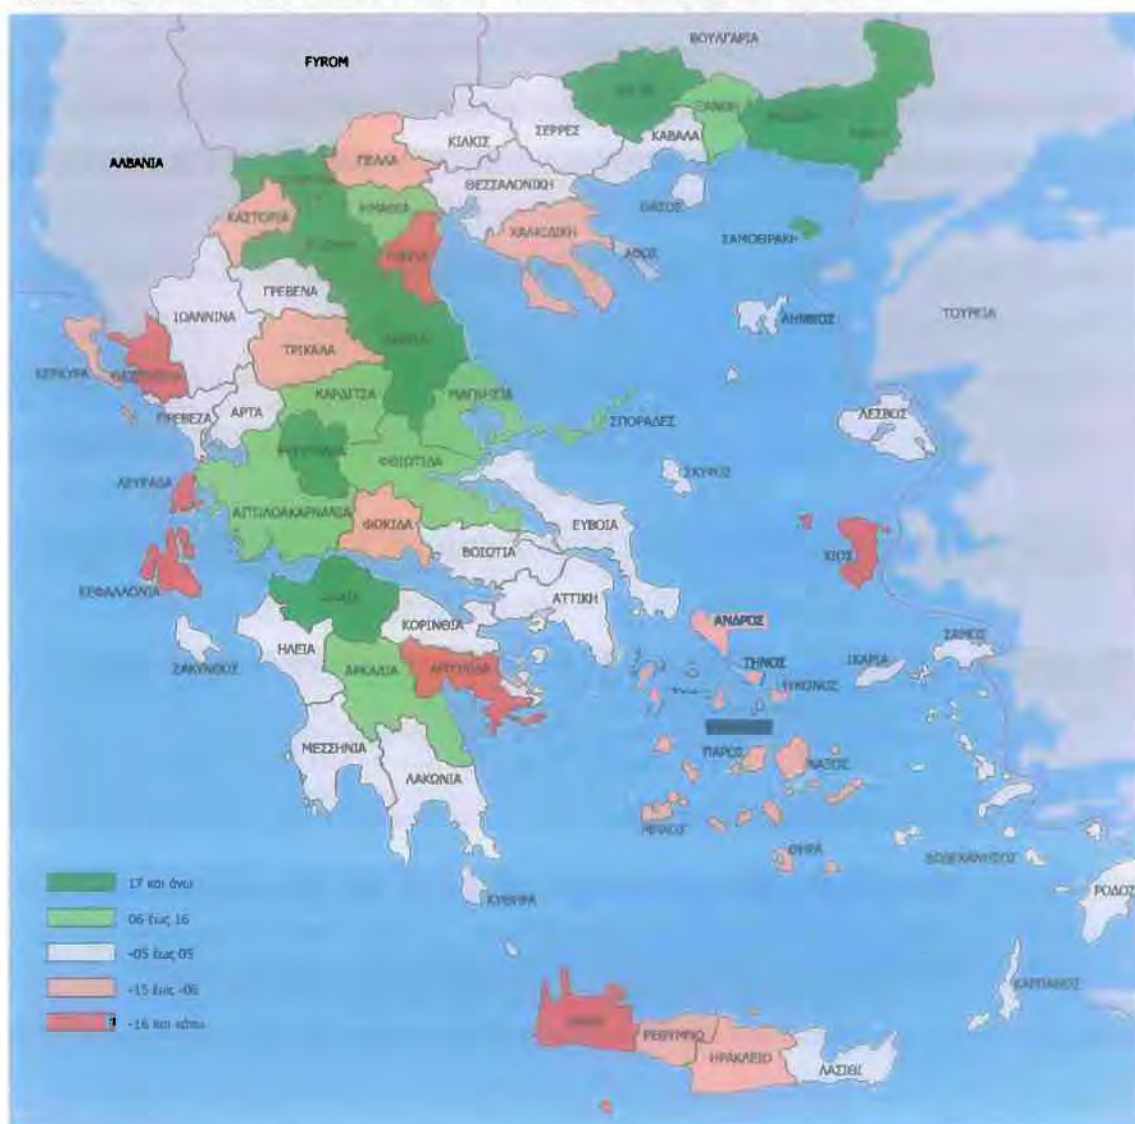 ΒΟΥΛΓΑΡΙΑ
FYROM
ΞΑΝΘΗ
ΣΕΡΡΕΣ
ΚΑΒΑΛΑ
ΚΙΛΚΙΣ
ΠΕΛΛΑ
ΑΛΒΑΝΙΑ
ΘΕΣΣΑΛΟΝΙΚΗ
ΗΜΑΘΙΑ
ΘΑΣΟΣ
ΚΑΣΤΟΡΙΑ
ΧΑΛΚΙΔΙΚΗ
ΣΑΜΟΘΡΑΚΗ
ΑΘΟΣ
ΓΡΕΒΕΝΑ
ΙΩΑΝΝΙΝΑ
ΛΗΜΝΟΣ
ΤΟΥΡΚΙΑ
ΤΡΙΚΑΛΑ
ΚΕΡΚΥΡΑ
ΚΑΡΔΙΤΣΑ
ΜΑΓΝΗΣΙΑ
ΠΡΕΒΕΖΑ
ΑΡΤΑ
ΣΠΟΡΑΔΕΣ
ΛΕΣΒΟΣ
ΦΘΙΩΤΙΔΑ
ΣΚΥΡΟΣ
ΛΕΥΚΑΔΑ
ΑΙΤΩΛΟΑΚΑΡΝΑΝΙΑ
ΦΩΚΙΔΑ
ΕΥΒΟΙΑ
ΒΟΙΩΤΙΑ
ΧΙΟΣ
ΚΕΦΑΛΛΟΝΙΑ
ΑΤΤΙΚΗ
ΚΟΡΙΝΘΙΑ
ΑΝΔΡΟΣ
ΗΛΕΙΑ
ΣΑΜΟΣ
ΖΑΚΥΝΘΟΣ
ΑΡΚΑΔΙΑ
ΑΡΓΟΛΙΔΑ
ΤΗΝΟΣ
ΙΚΑΡΙΑ
ΜΥΚΟΝΟΣ
ΜΕΣΣΗΝΙΑ
ΠΑΡΟΣ
ΝΑΞΟΣ
ΛΑΚΩΝΙΑ
ΜΗΛΟΣ
ΘΗΡΑ
ΔΩΔΕΚΑΝΗΣΟΣ
ΡΟΔΟΣ
ΚΥΘΗΡΑ
ΚΑΡΠΑΘΟΣ
17 και άνω
06 έως 16
-05 έως 05
-15 έως -06
-16 και κάτω
ΡΕΘΥΜΝΟ
ΗΡΑΚΛΕΙΟ
ΛΑΣΙΘΙ